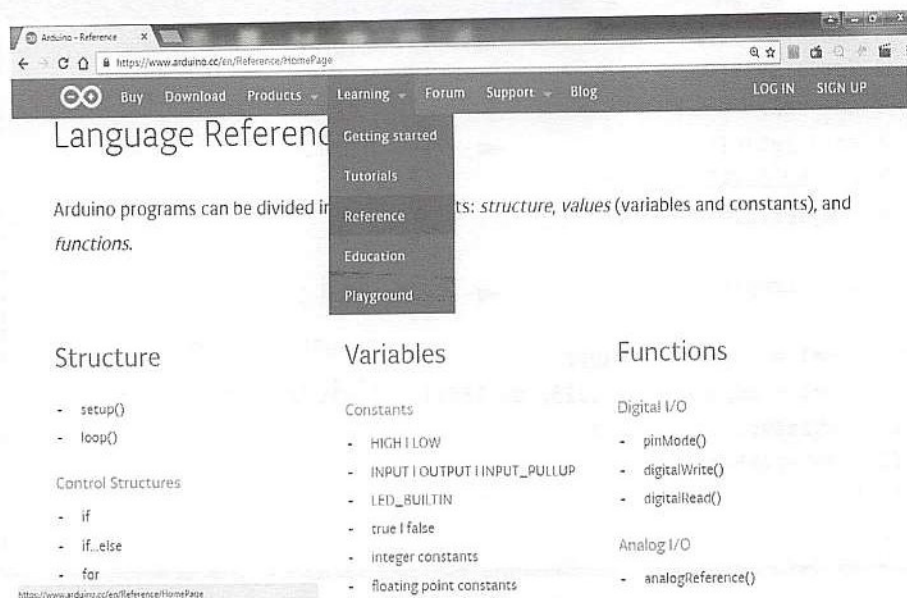 Arduino - Reference
https://www.arduino.cc/en/Reference/HomePage
Buy Download Products Learning Forum Support Blog LOG IN SIGN UP
Language Referenc
Getting started
Tutorials
Arduino programs can be divided in ts: structure, values (variables and constants), and
functions.
Reference
Education
Playground
Structure
- setup()
- loop()
Control Structures
- if
- if...else
- for
Variables
Constants
- HIGH | LOW
- INPUT | OUTPUT | INPUT_PULLUP
- LED_BUILTIN
- true | false
- integer constants
- floating point constants
Functions
Digital I/O
- pinMode()
- digitalWrite()
- digitalRead()
Analog I/O
- analogReference()
https://www.arduino.cc/en/Reference/HomePage